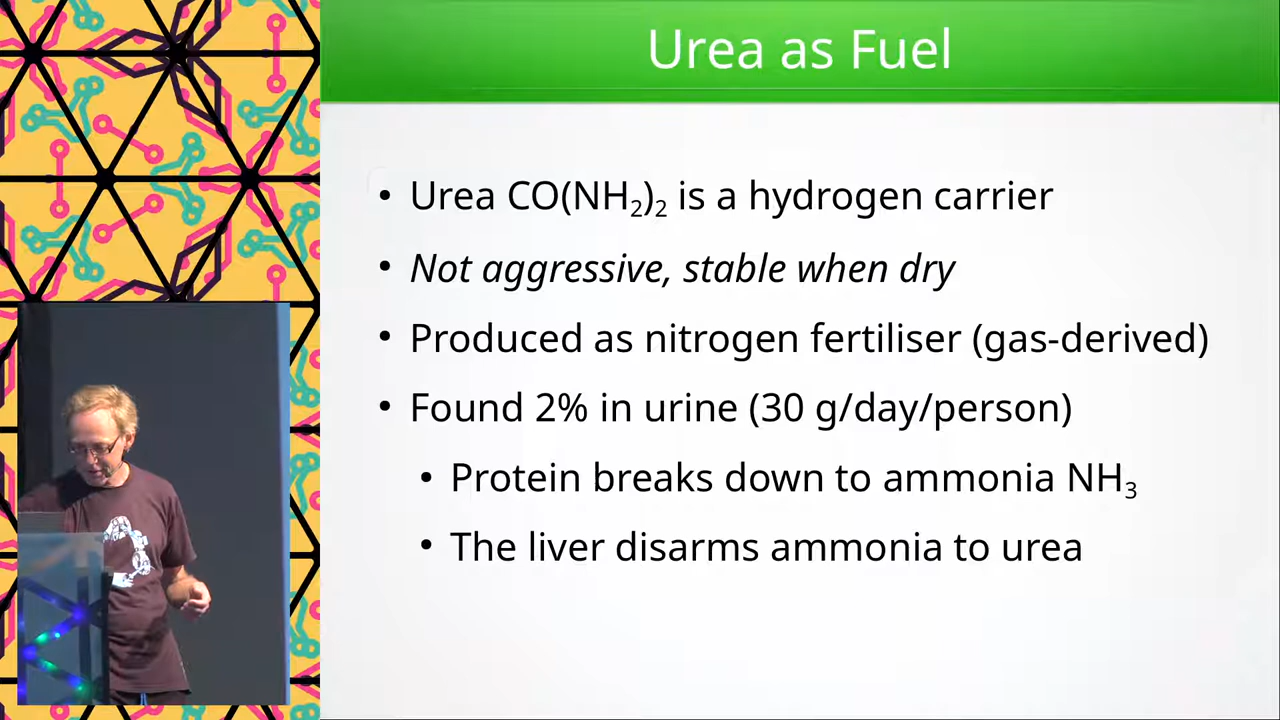 Urea as Fuel
• Urea CO(NH₂)₂ is a hydrogen carrier
• Not aggressive, stable when dry
• Produced as nitrogen fertiliser (gas-derived)
• Found 2% in urine (30 g/day/person)
• Protein breaks down to ammonia NH₃
• The liver disarms ammonia to urea